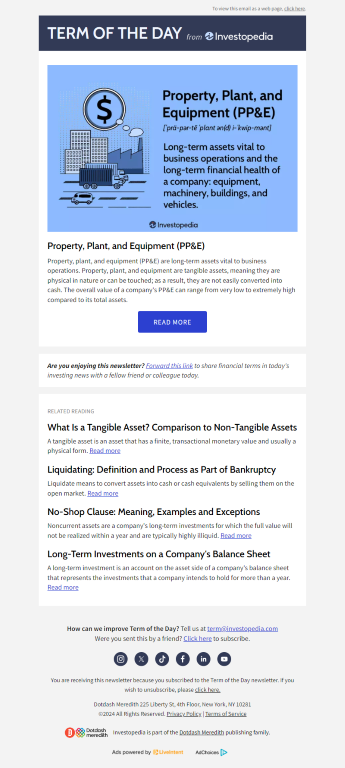 To view this email as a web page, click here
TERM OF THE DAY from Investopedia
$
Property, Plant, and
Equipment (PP&E)
['prä-pər-tē 'plant an(d) i-'kwip-mənt]
Long-term assets vital to
business operations and the
long-term financial health of
a company: equipment,
machinery, buildings, and
vehicles.
Investopedia
Property, Plant, and Equipment (PP&E)
Property, plant, and equipment (PP&E) are long-term assets vital to business
operations. Property, plant, and equipment are tangible assets, meaning they are
physical in nature or can be touched; as a result, they are not easily converted into
cash. The overall value of a company's PP&E can range from very low to extremely high
compared to its total assets.
READ MORE
Are you enjoying this newsletter? Forward this link to share financial terms in today's
investing news with a fellow friend or colleague today.
RELATED READING
What Is a Tangible Asset? Comparison to Non-Tangible Assets
A tangible asset is an asset that has a finite, transactional monetary value and usually a
physical form. Read more
Liquidating: Definition and Process as Part of Bankruptcy
Liquidate means to convert assets into cash or cash equivalents by selling them on the
open market. Read more
No-Shop Clause: Meaning, Examples and Exceptions
Noncurrent assets are a company's long-term investments for which the full value will
not be realized within a year and are typically highly illiquid. Read more
Long-Term Investments on a Company's Balance Sheet
A long-term investment is an account on the asset side of a company's balance sheet
that represents the investments that a company intends to hold for more than a year.
Read more
How can we improve Term of the Day? Tell us at term@investopedia.com
Were you sent this by a friend? Click here to subscribe.
You are receiving this newsletter because you subscribed to the Term of the Day newsletter. If you
wish to unsubscribe, please click here.
Dotdash Meredith 225 Liberty St, 4th Floor, New York, NY 10281
©2024 All Rights Reserved. Privacy Policy | Terms of Service
Dotdash meredith Investopedia is part of the Dotdash Meredith publishing family.
Ads powered by LiveIntent AdChoices